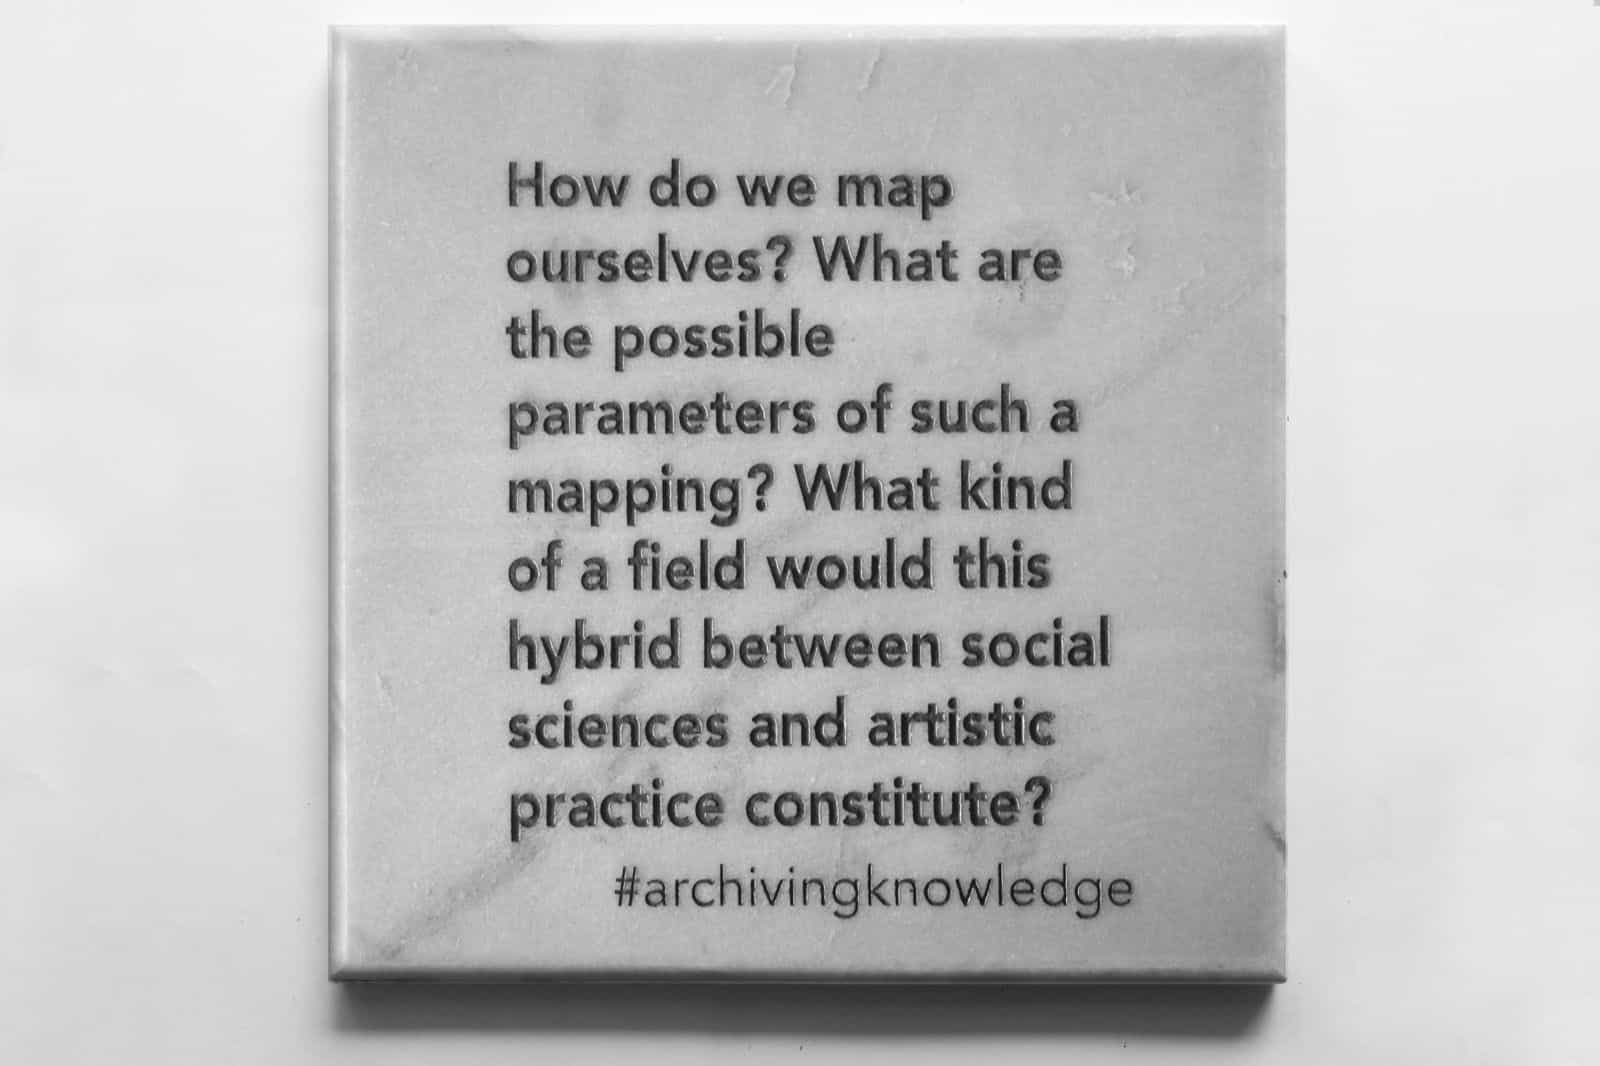 How do we map
ourselves? What are
the possible
parameters of such a
mapping? What kind
of a field would this
hybrid between social
sciences and artistic
practice constitute?
#archivingknowledge